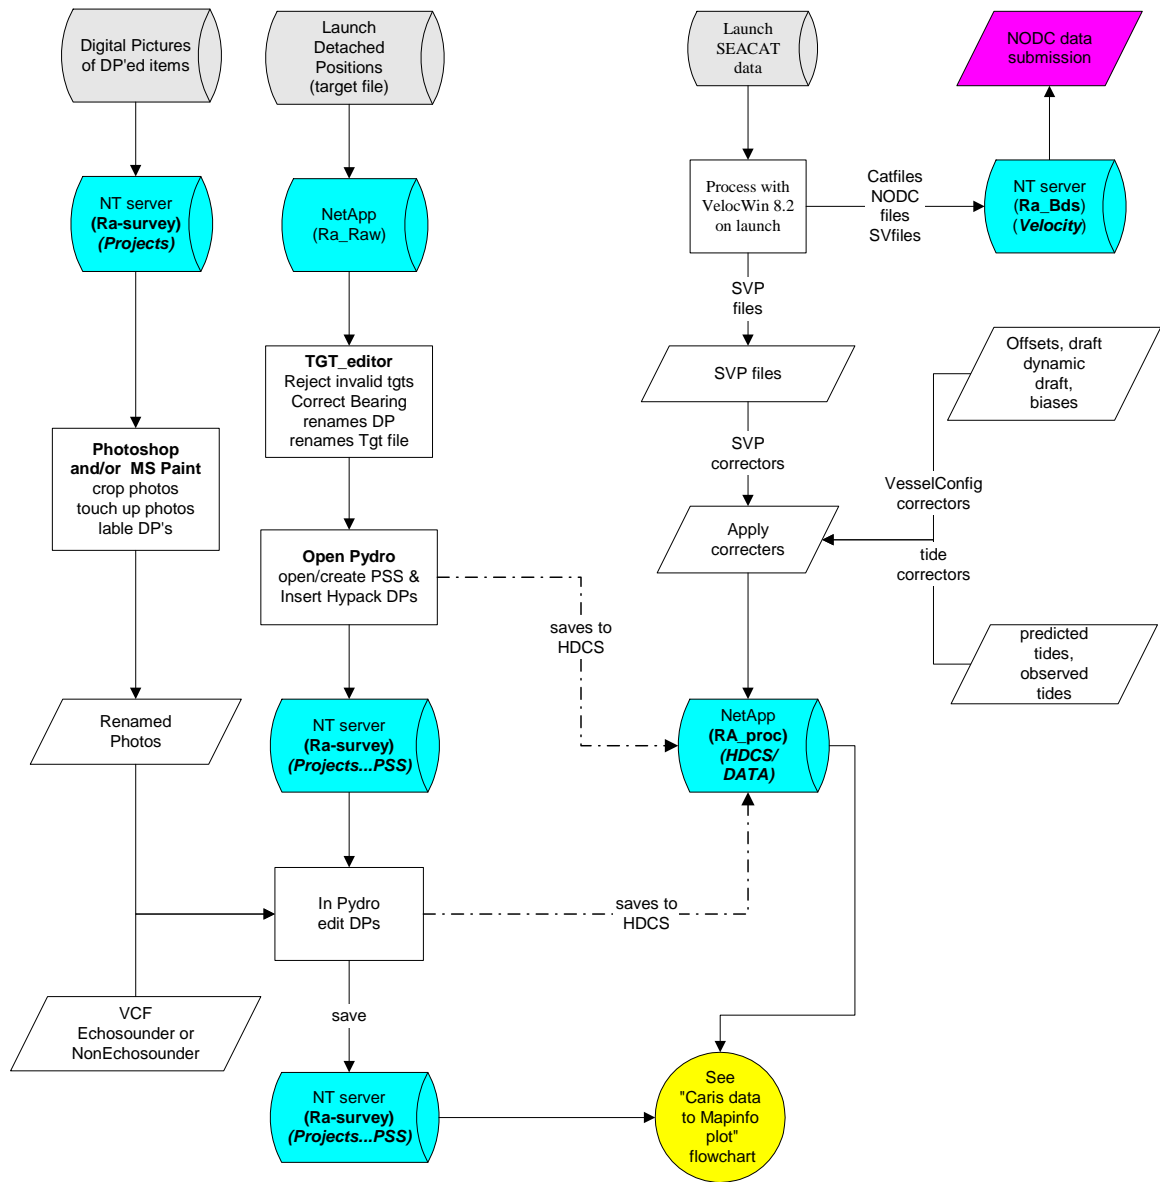 Digital Pictures
of DP'ed items
Launch
Detached
Positions
(target file)
Launch
SEACAT
data
NODC data
submission
NT server
(Ra-survey)
(Projects)
NetApp
(Ra_Raw)
Process with
VelocWin 8.2
on launch
Catfiles
NODC
files
SVfiles
NT server
(Ra_Bds)
(Velocity)
SVP
files
TGT_editor
Reject invalid tgts
Correct Bearing
renames DP
renames Tgt file
SVP files
Offsets, draft
dynamic
draft,
biases
Photoshop
and/or MS Paint
crop photos
touch up photos
lable DP's
SVP
correctors
VesselConfig
correctors
Open Pydro
open/create PSS &
Insert Hypack DPs
Apply
correcters
tide
correctors
saves to
HDCS
predicted
tides,
observed
tides
Renamed
Photos
NT server
(Ra-survey)
(Projects...PSS)
NetApp
(RA_proc)
(HDCS/
DATA)
In Pydro
edit DPs
saves to
HDCS
VCF
Echosounder or
NonEchosounder
save
NT server
(Ra-survey)
(Projects...PSS)
See
"Caris data
to Mapinfo
plot"
flowchart